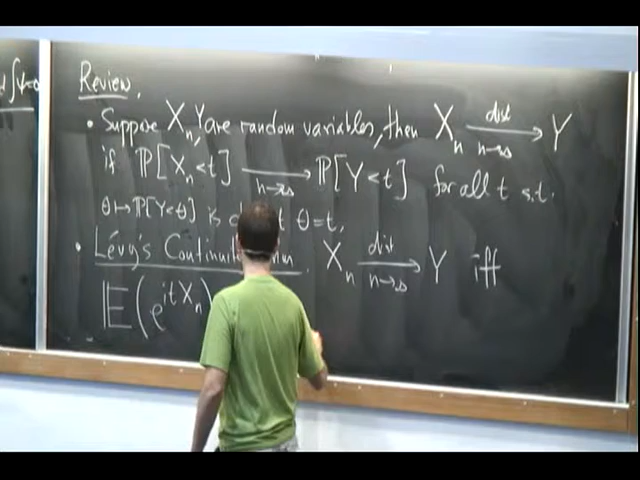 Review.
• Suppose Xₙ, Y are random variables, then Xₙ —dist→ n→∞ Y
if ℙ[Xₙ < t] ——→ n→∞ ℙ[Y < t] for all t s.t.
θ ↦ ℙ[Y < θ] is θ = t.
• Lévy's Xₙ —dist→ n→∞ Y iff
𝔼(e^{itXₙ})